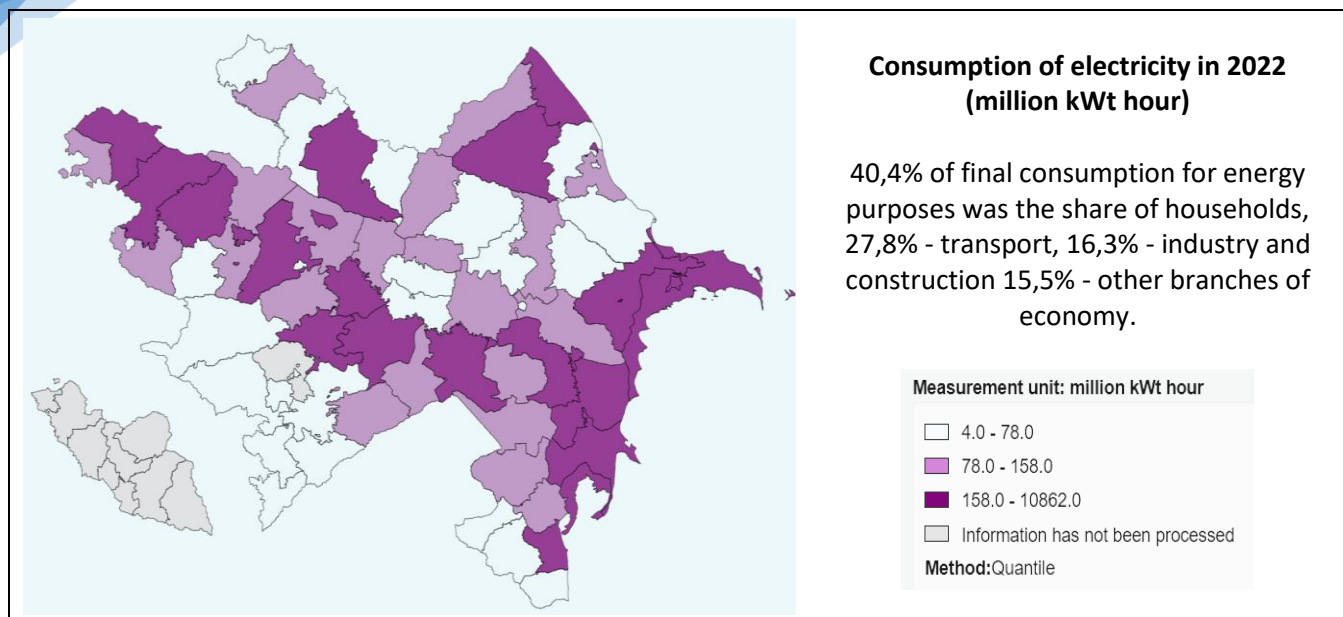 Consumption of electricity in 2022
(million kWt hour)
40,4% of final consumption for energy
purposes was the share of households,
27,8% - transport, 16,3% - industry and
construction 15,5% - other branches of
economy.
Measurement unit: million kWt hour
4.0 - 78.0
78.0 - 158.0
158.0 - 10862.0
Information has not been processed
Method:Quantile